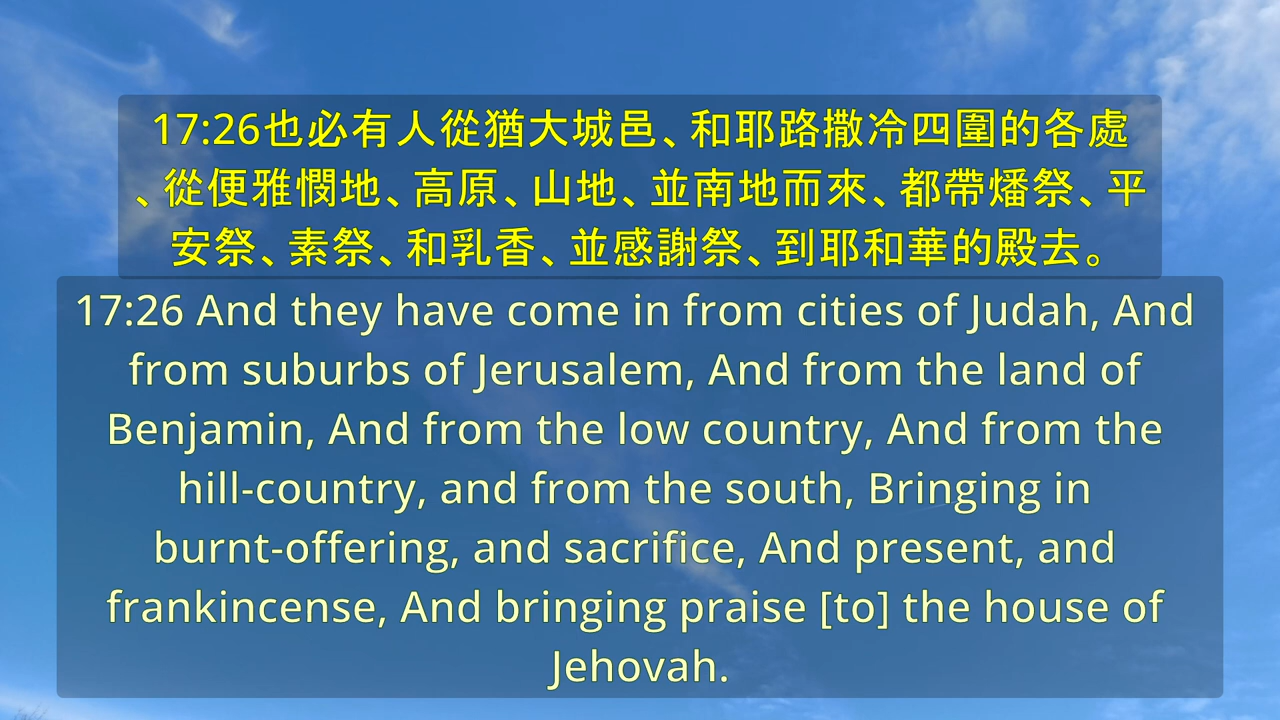 17:26也必有人從猶大城邑、和耶路撒冷四圍的各處
、從便雅憫地、高原、山地、並南地而來、都帶燔祭、平
安祭、素祭、和乳香、並感謝祭、到耶和華的殿去。
17:26 And they have come in from cities of Judah, And
from suburbs of Jerusalem, And from the land of
Benjamin, And from the low country, And from the
hill-country, and from the south, Bringing in
burnt-offering, and sacrifice, And present, and
frankincense, And bringing praise [to] the house of
Jehovah.